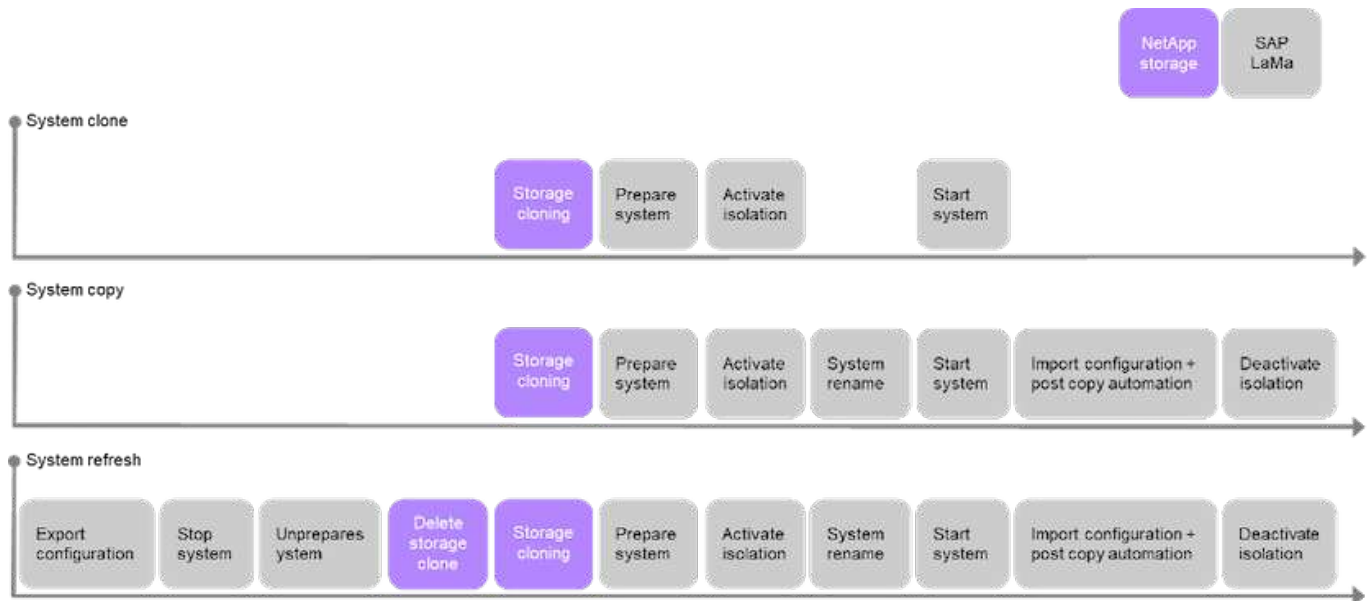 NetApp
storage
SAP
LaMa
System clone
Storage
cloning
Prepare
system
Activate
isolation
Start
system
System copy
Storage
cloning
Prepare
system
Activate
isolation
System
rename
Start
system
Import configuration +
post copy automation
Deactivate
isolation
System refresh
Export
configuration
Stop
system
Unprepares
ystem
Delete
storage
clone
Storage
cloning
Prepare
system
Activate
isolation
System
rename
Start
system
Import configuration +
post copy automation
Deactivate
isolation